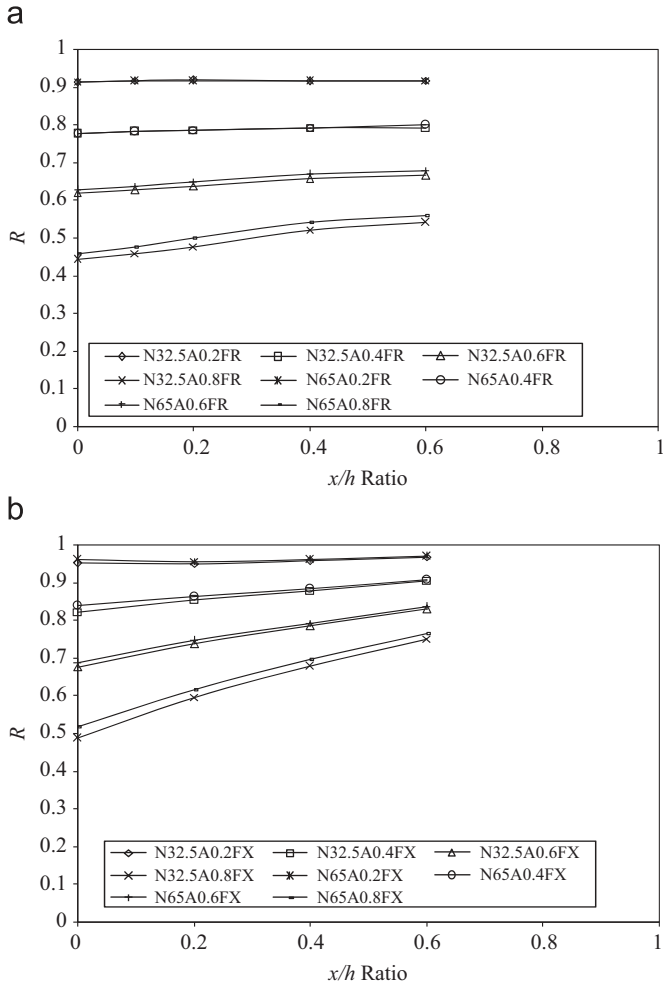 a
1
0.9
0.8
0.7
0.6
0.5
0.4
0.3
0.2
0.1
0
R
N32.5A0.2FR N32.5A0.4FR N32.5A0.6FR
N32.5A0.8FR N65A0.2FR N65A0.4FR
N65A0.6FR N65A0.8FR
0 0.2 0.4 0.6 0.8 1
x/h Ratio
b
1
0.9
0.8
0.7
0.6
0.5
0.4
0.3
0.2
0.1
0
R
N32.5A0.2FX N32.5A0.4FX N32.5A0.6FX
N32.5A0.8FX N65A0.2FX N65A0.4FX
N65A0.6FX N65A0.8FX
0 0.2 0.4 0.6 0.8 1
x/h Ratio